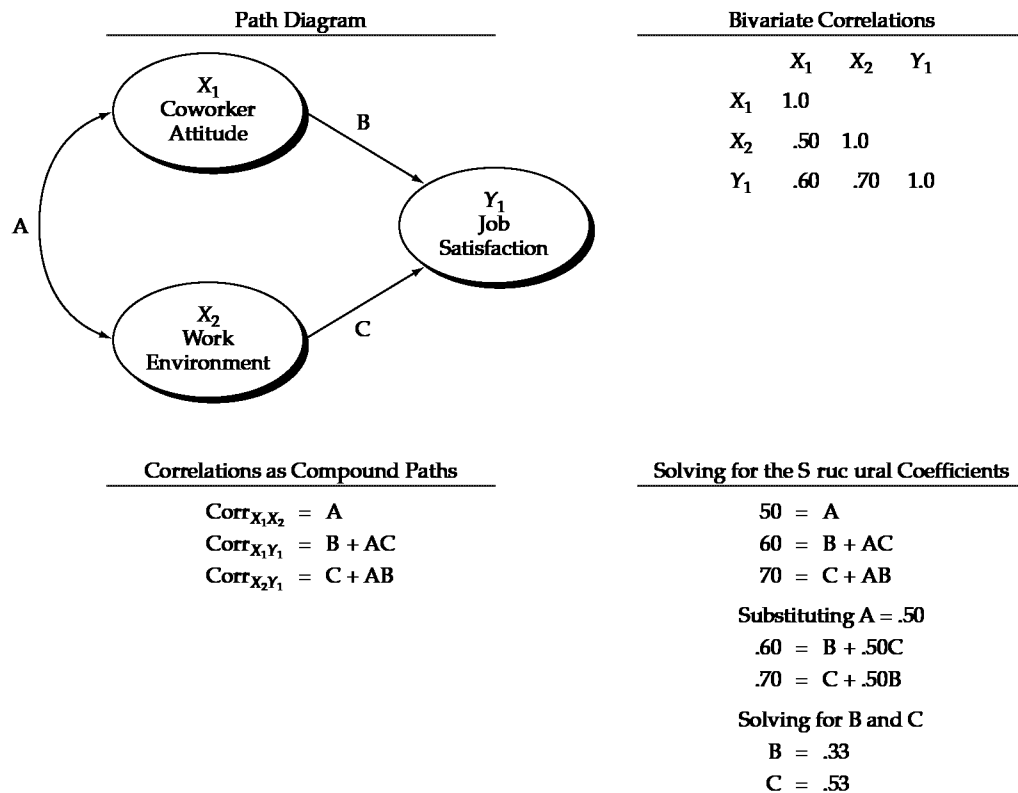 Path Diagram
X1
Coworker
Attitude
B
A
Y1
Job
Satisfaction
X2
Work
Environment
C
Bivariate Correlations
X1 X2 Y1
X1 1.0
X2 .50 1.0
Y1 .60 .70 1.0
Correlations as Compound Paths
CorrX1X2 = A
CorrX1Y1 = B + AC
CorrX2Y1 = C + AB
Solving for the S ruc ural Coefficients
50 = A
60 = B + AC
70 = C + AB
Substituting A = .50
.60 = B + .50C
.70 = C + .50B
Solving for B and C
B = .33
C = .53